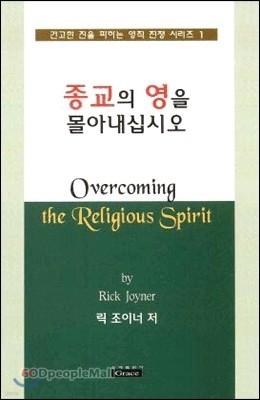 견고한 진을 파하는 영적 전쟁 시리즈 1
종교의 영을
몰아내십시오
Overcoming
the Religious Spirit
by
Rick Joyner
릭 조이너 저
Grace